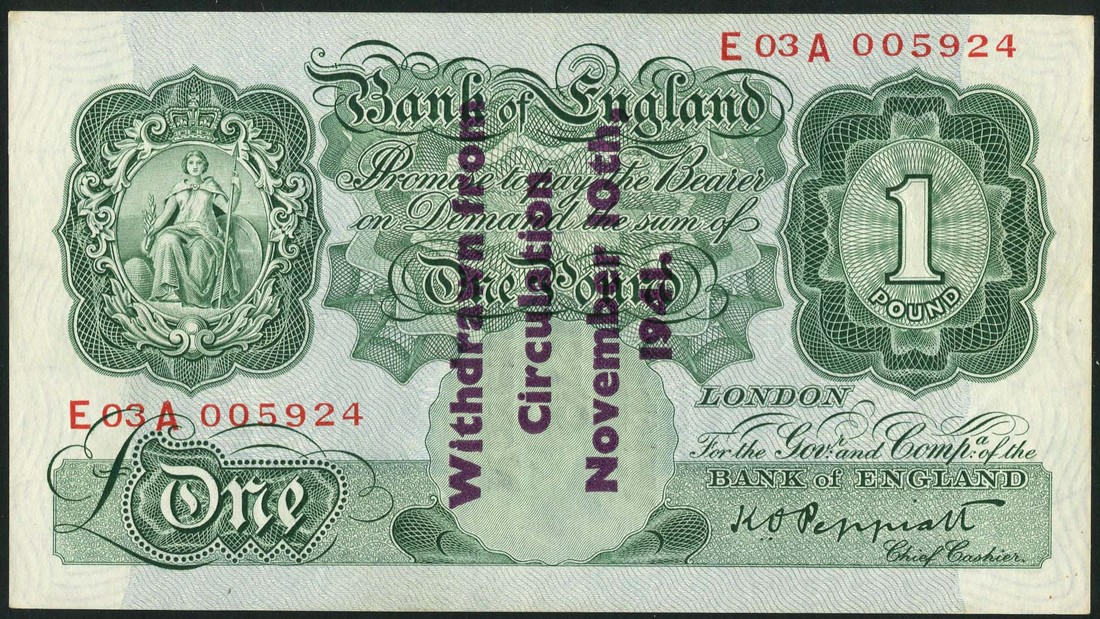 E 03 A 005924
Bank of England
Promise to pay the Bearer
on Demand the sum of
One Pound
1
POUND
E 03 A 005924
£ One
LONDON
For the Govr. and Compa. of the
BANK of ENGLAND
K O Peppiatt
Chief Cashier.
Withdrawn from
Circulation
November 10th,
1941.